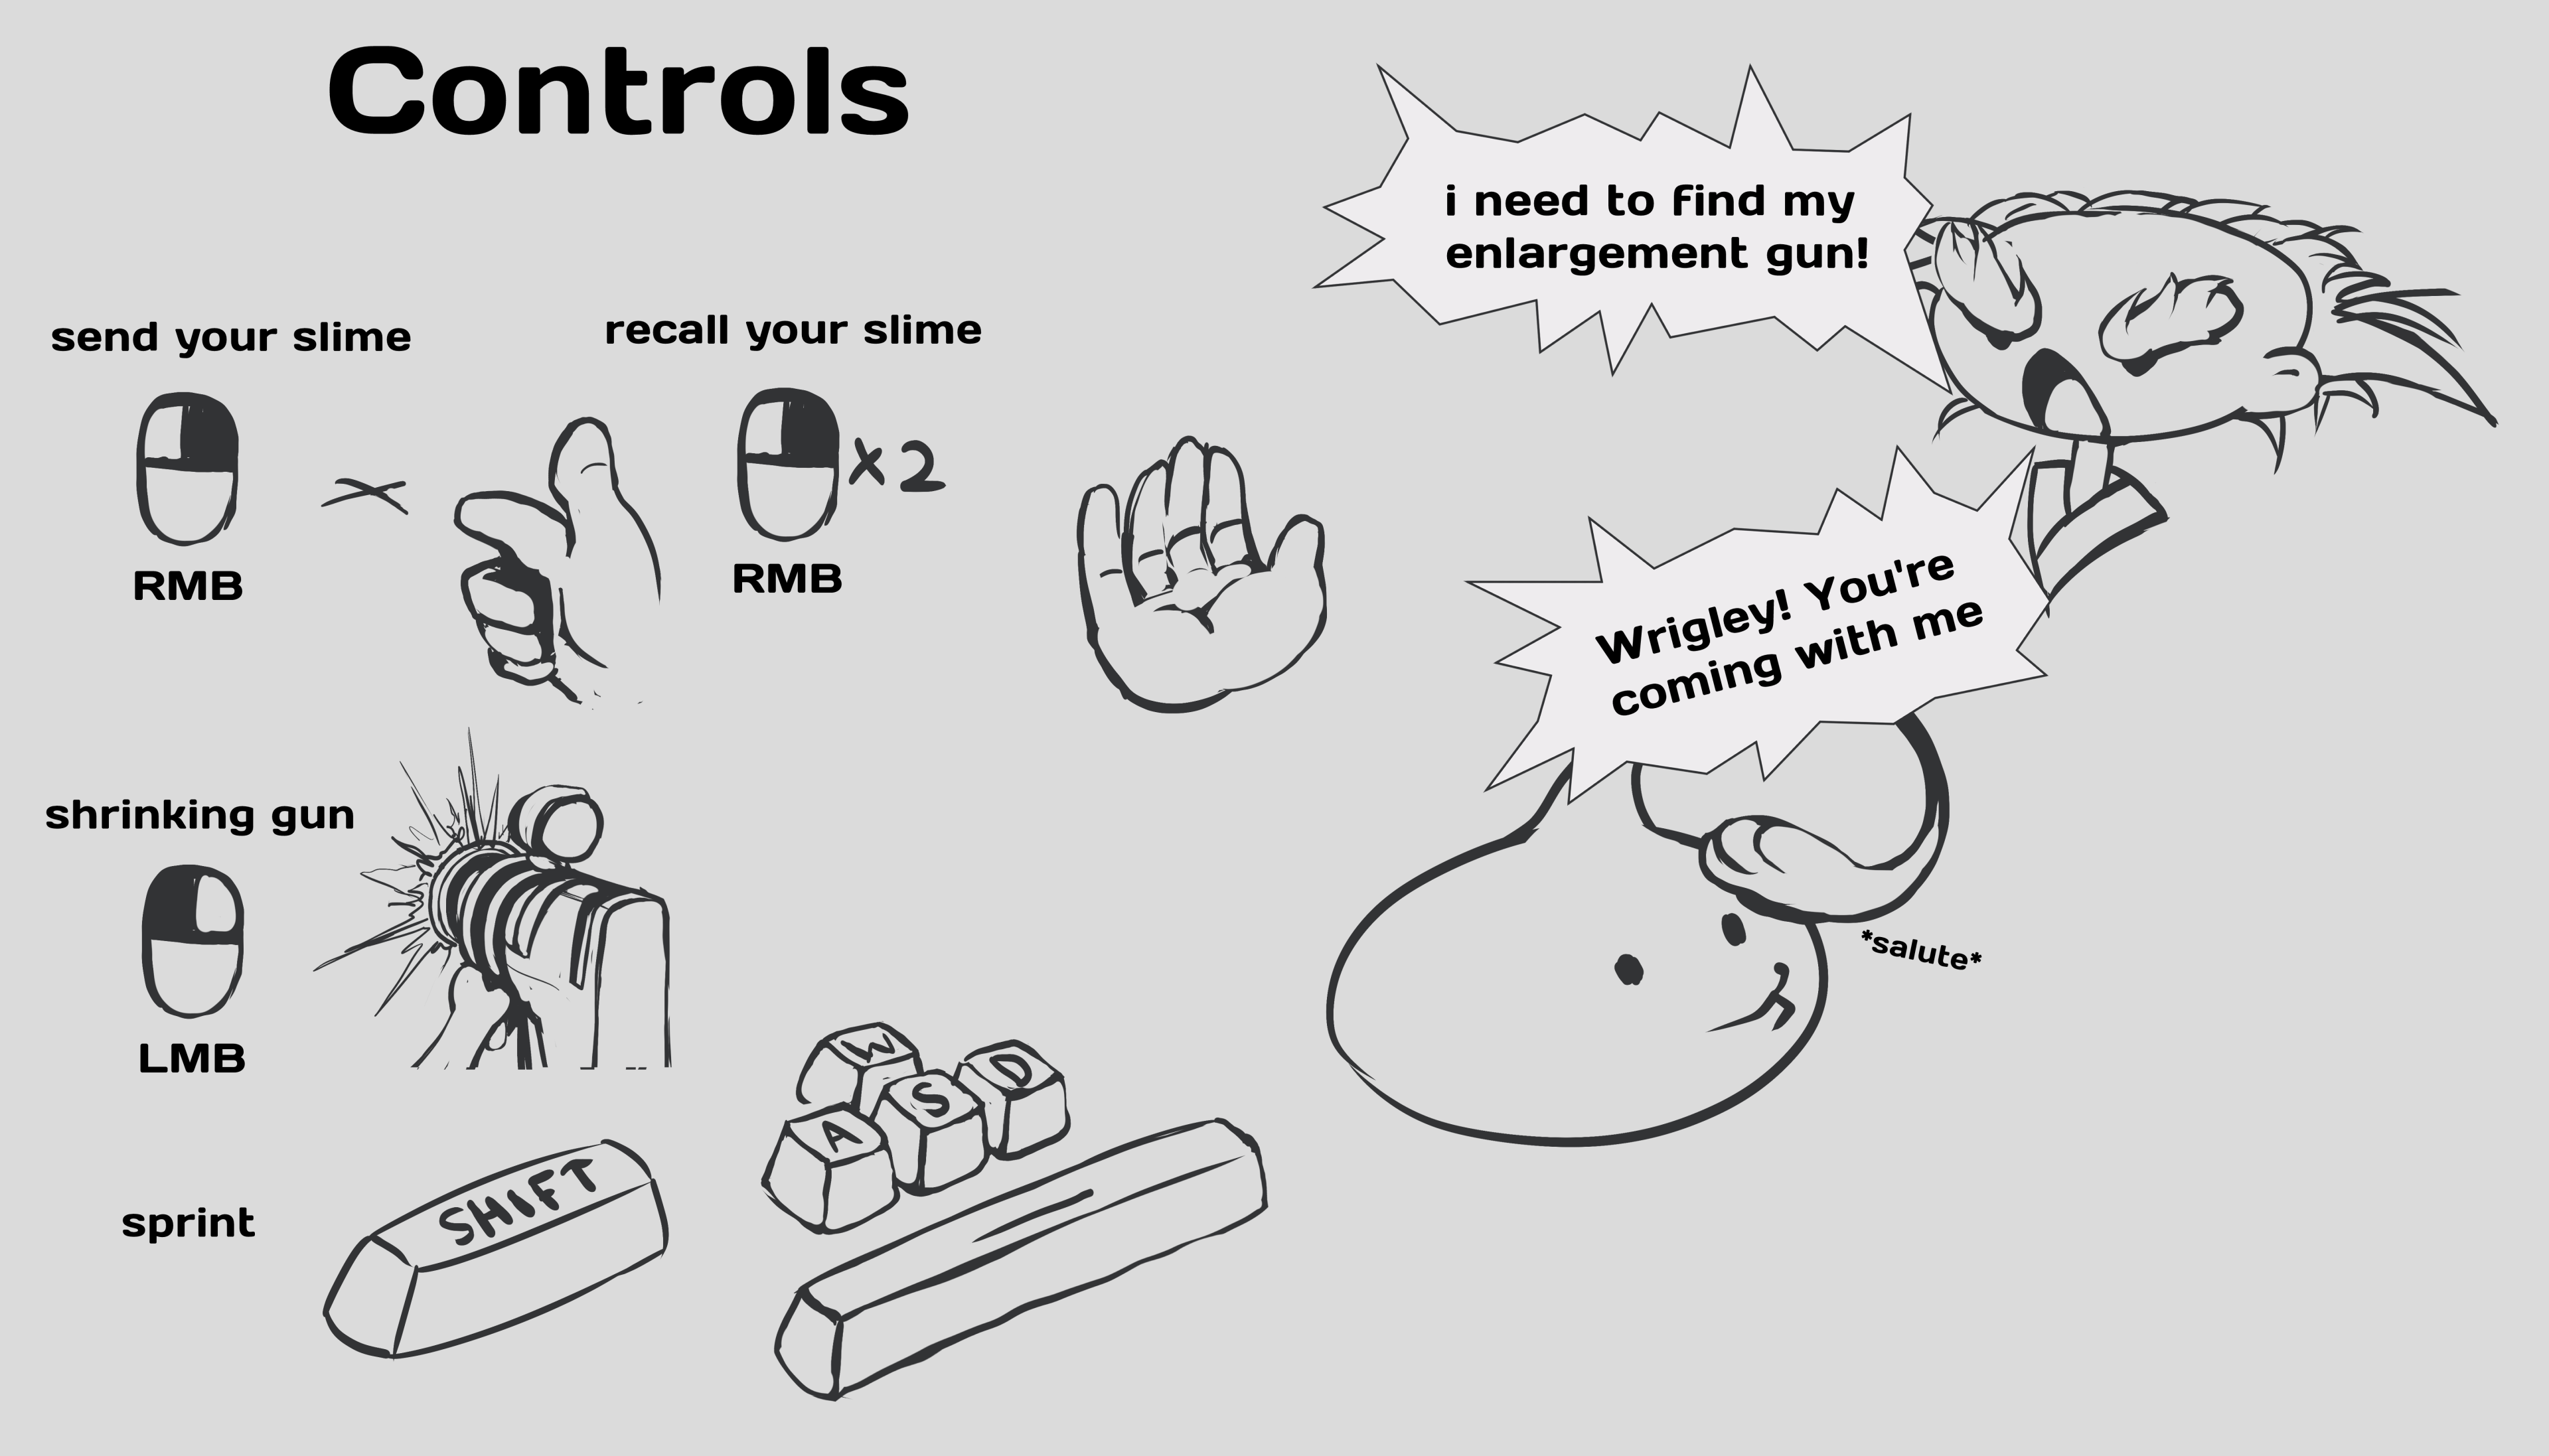 Controls
send your slime
RMB
recall your slime
×2
RMB
shrinking gun
LMB
sprint
SHIFT
W
A
S
D
i need to find my
enlargement gun!
Wrigley! You're
coming with me
*salute*